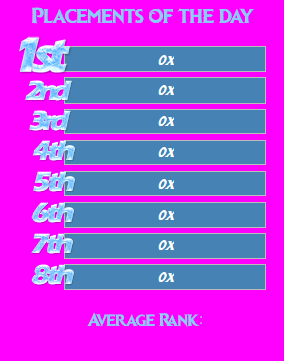 Placements of the day
1st 0x
2nd 0x
3rd 0x
4th 0x
5th 0x
6th 0x
7th 0x
8th 0x
Average Rank: